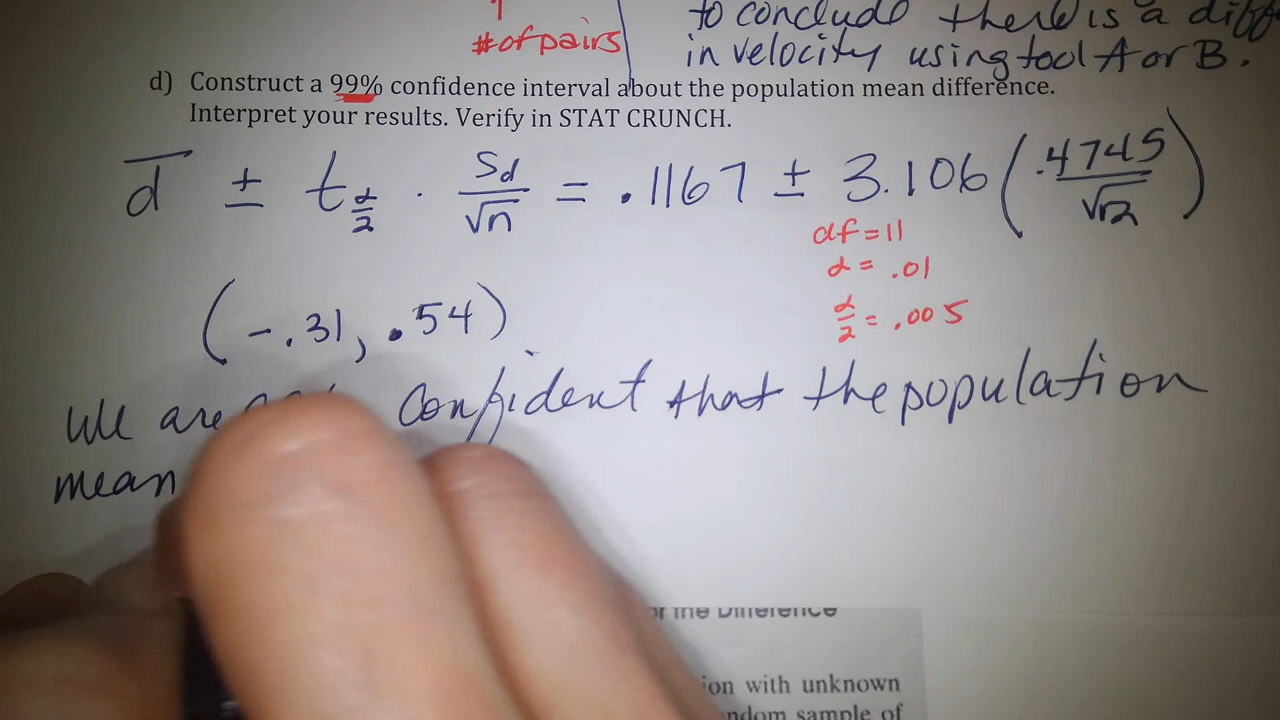 to conclude there is a diff
#of pairs
in velocity using tool A or B.
d) Construct a 99% confidence interval about the population mean difference.
Interpret your results. Verify in STAT CRUNCH.
d̄ ± t α/2 · Sd/√n = .1167 ± 3.106 (.4745/√12)
df = 11
α = .01
α/2 = .005
(-.31, .54)
We are confident that the population
mean
the Difference
ion with unknown
ndom sample of